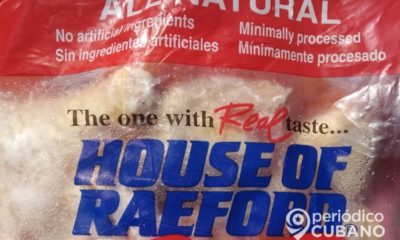 ALL NATURAL
No artificial ingredients
Sin ingredientes artificiales
Minimally processed
Mínimamente procesado
The one with Real taste...
HOUSE OF
RAEFORD
periódico
CUBANO